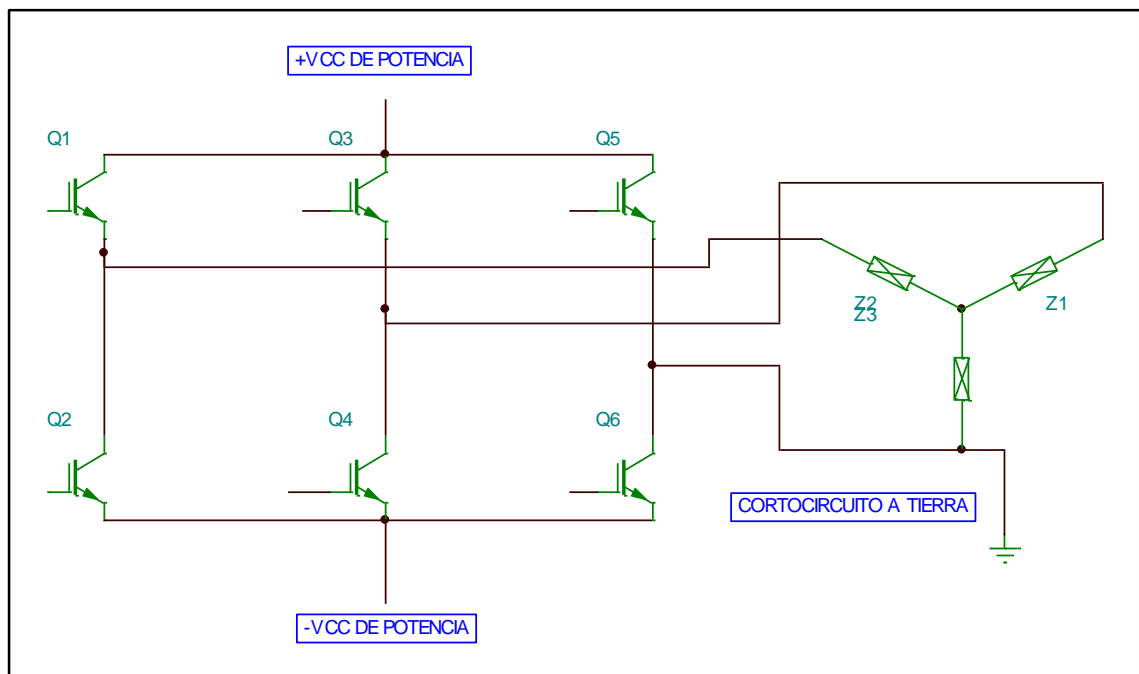 +VCC DE POTENCIA
Q1
Q3
Q5
Z2
Z3
Z1
Q2
Q4
Q6
CORTOCIRCUITO A TIERRA
-VCC DE POTENCIA